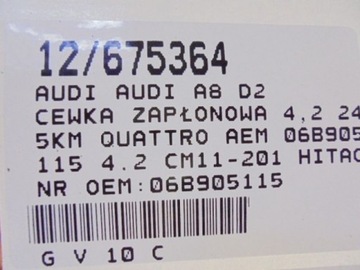 12/675364
AUDI AUDI A8 D2
CEWKA ZAPŁONOWA 4,2 24
5KM QUATTRO AEM 06B905
115 4.2 CM11-201 HITAC
NR OEM:06B905115
G V 10 C